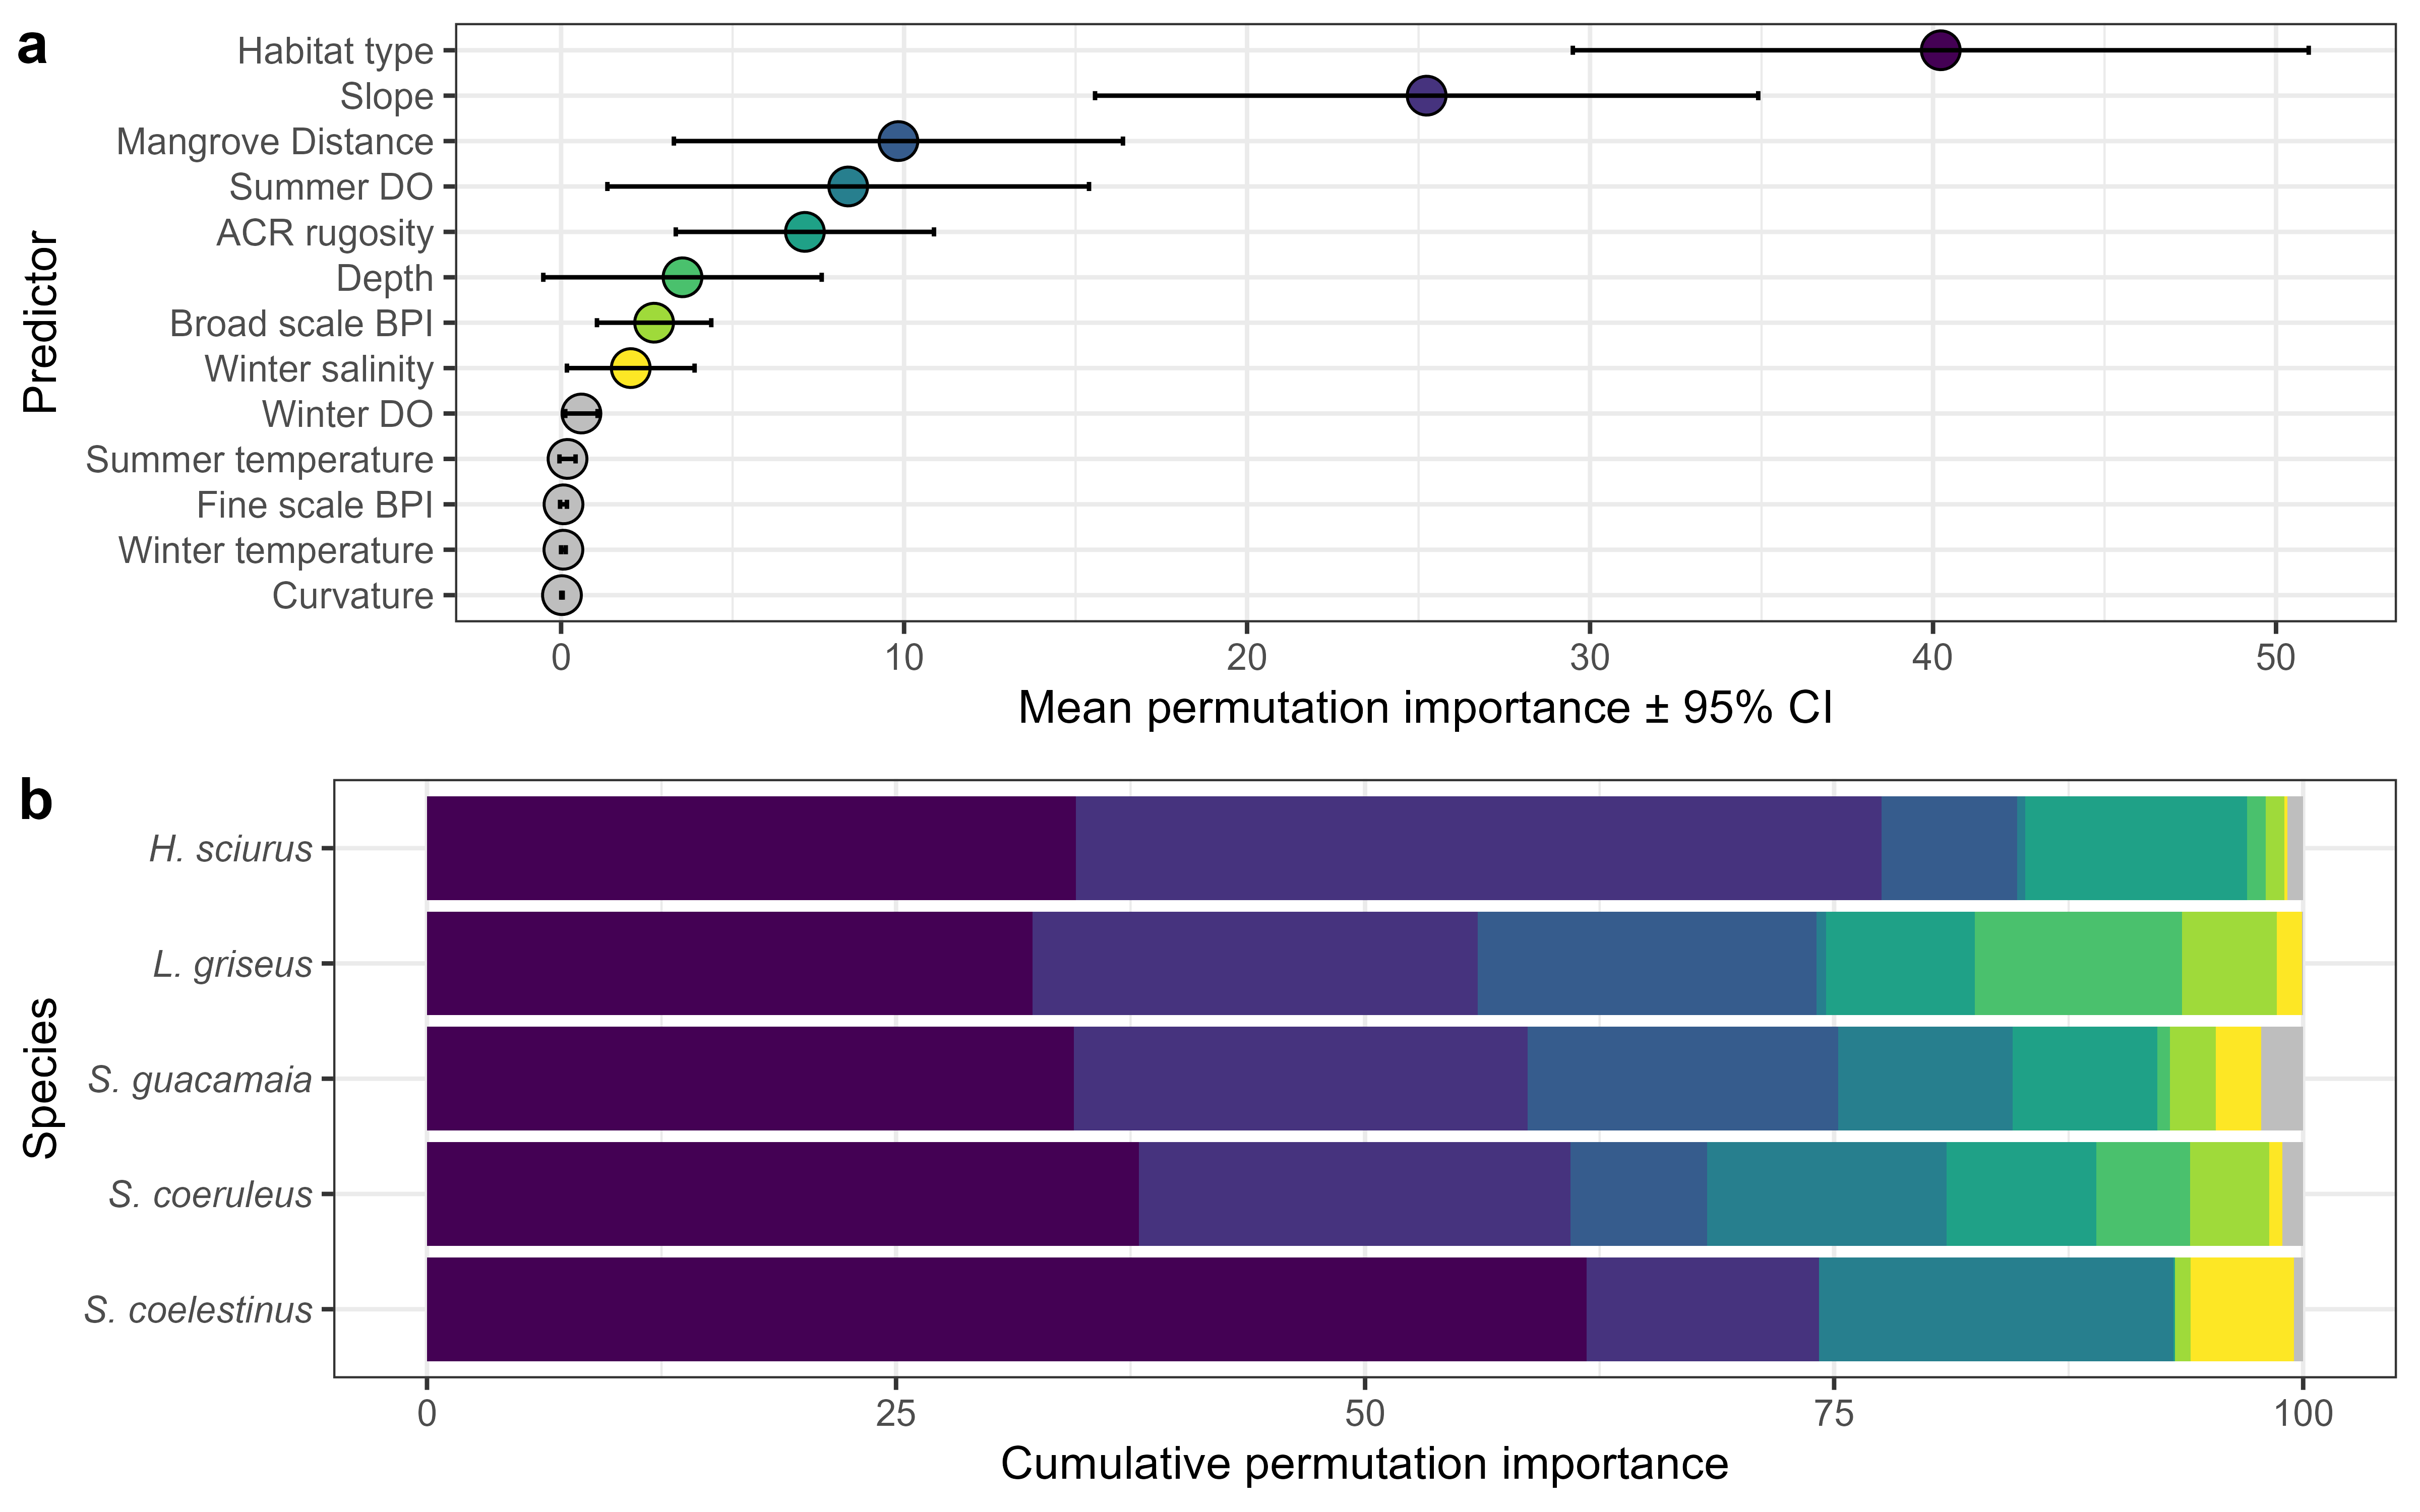 a
Predictor
Habitat type
Slope
Mangrove Distance
Summer DO
ACR rugosity
Depth
Broad scale BPI
Winter salinity
Winter DO
Summer temperature
Fine scale BPI
Winter temperature
Curvature
0 10 20 30 40 50
Mean permutation importance ± 95% CI
b
Species
H. sciurus
L. griseus
S. guacamaia
S. coeruleus
S. coelestinus
0 25 50 75 100
Cumulative permutation importance